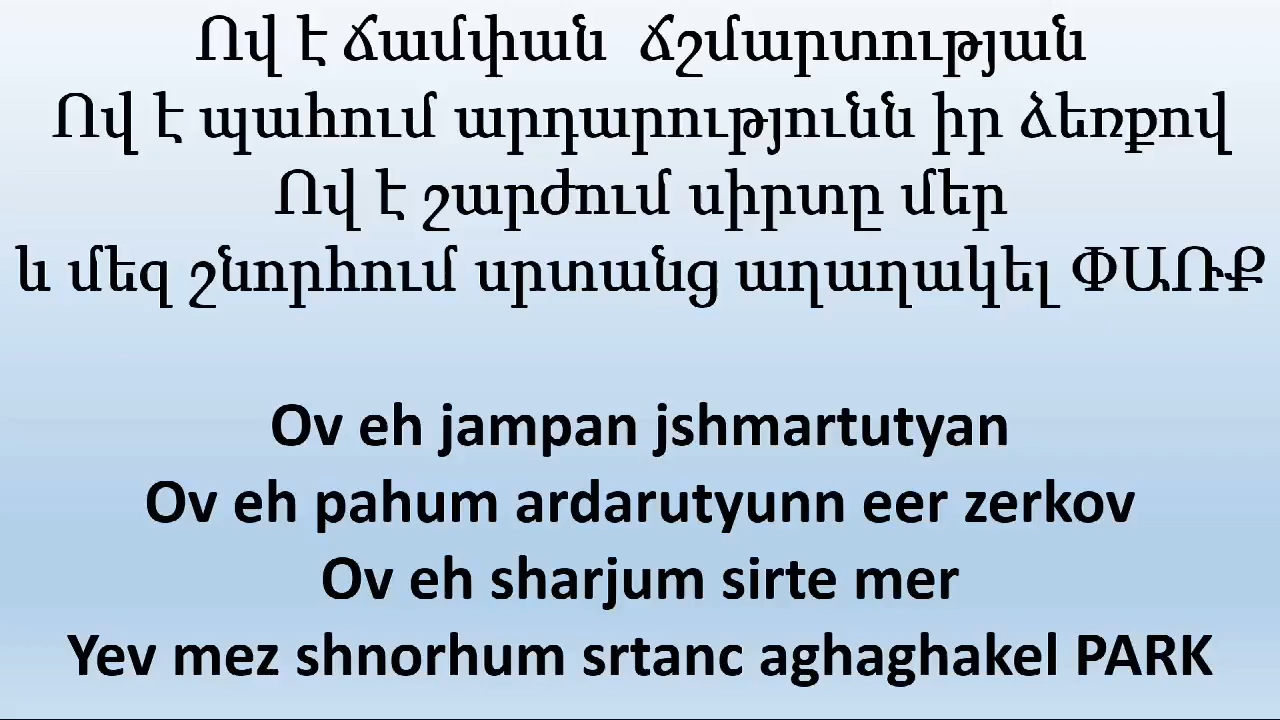 Ով է ճամփան ճշմարտության
Ով է պահում արդարությունն իր ձեռքով
Ով է շարժում սիրտը մեր
և մեզ շնորհում սրտանց աղաղակել ՓԱՌՔ
Ov eh jampan jshmartutyan
Ov eh pahum ardarutyunn eer zerkov
Ov eh sharjum sirte mer
Yev mez shnorhum srtanc aghaghakel PARK